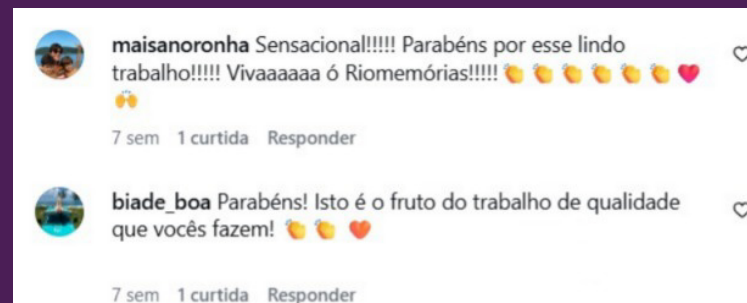 maisanoronha Sensacional!!!!! Parabéns por esse lindo
trabalho!!!!! Vivaaaaaa ó Riomemórias!!!!! 👏👏👏👏👏👏❤️
🙌
7 sem 1 curtida Responder
biade_boa Parabéns! Isto é o fruto do trabalho de qualidade
que vocês fazem! 👏👏❤️
7 sem 1 curtida Responder